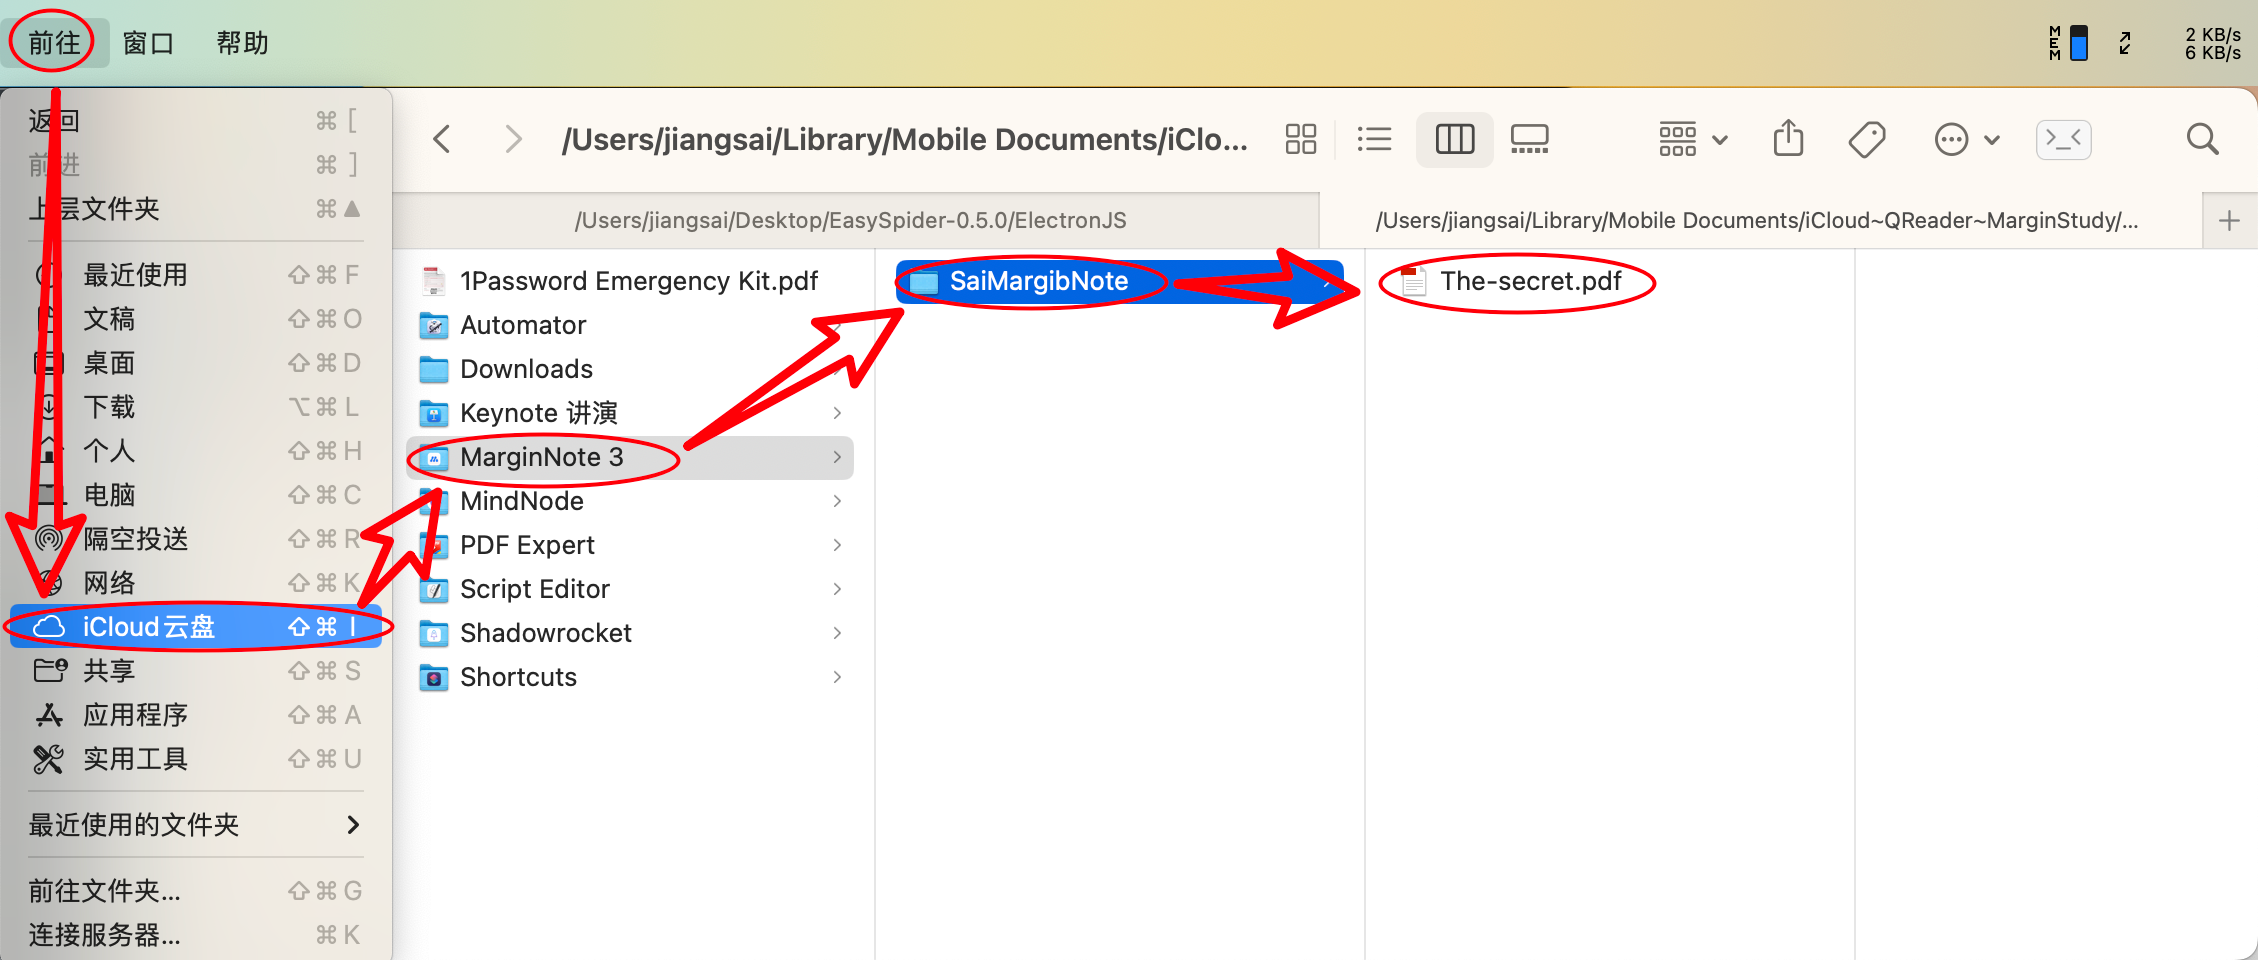 前往 窗口 帮助
MEM
2 KB/s
6 KB/s
返回 ⌘ [
前进 ⌘ ]
上层文件夹 ⌘▲
最近使用 ⇧⌘F
文稿 ⇧⌘O
桌面 ⇧⌘D
下载 ⌥⌘L
个人 ⇧⌘H
电脑 ⇧⌘C
隔空投送 ⇧⌘R
网络 ⇧⌘K
iCloud云盘 ⇧⌘I
共享 ⇧⌘S
应用程序 ⇧⌘A
实用工具 ⇧⌘U
最近使用的文件夹
前往文件夹... ⇧⌘G
连接服务器... ⌘K
/Users/jiangsai/Library/Mobile Documents/iClo...
/Users/jiangsai/Desktop/EasySpider-0.5.0/ElectronJS
/Users/jiangsai/Library/Mobile Documents/iCloud~QReader~MarginStudy/...
1Password Emergency Kit.pdf
Automator
Downloads
Keynote 讲演
MarginNote 3
MindNode
PDF Expert
Script Editor
Shadowrocket
Shortcuts
SaiMargibNote
The-secret.pdf